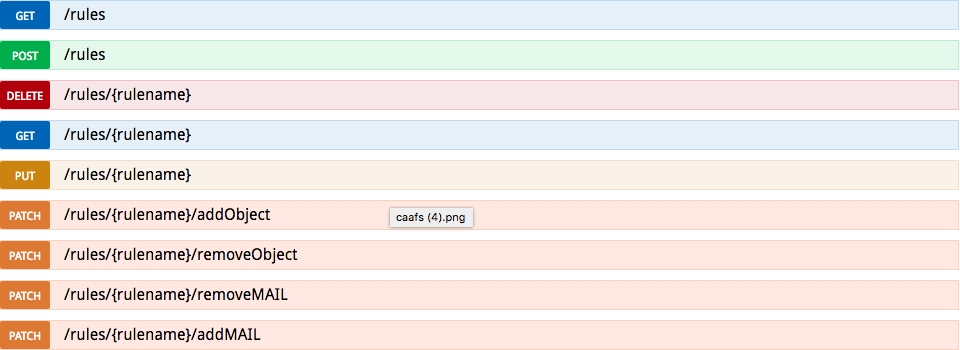 GET /rules
POST /rules
DELETE /rules/{rulename}
GET /rules/{rulename}
PUT /rules/{rulename}
PATCH /rules/{rulename}/addObject
caafs (4).png
PATCH /rules/{rulename}/removeObject
PATCH /rules/{rulename}/removeMAIL
PATCH /rules/{rulename}/addMAIL